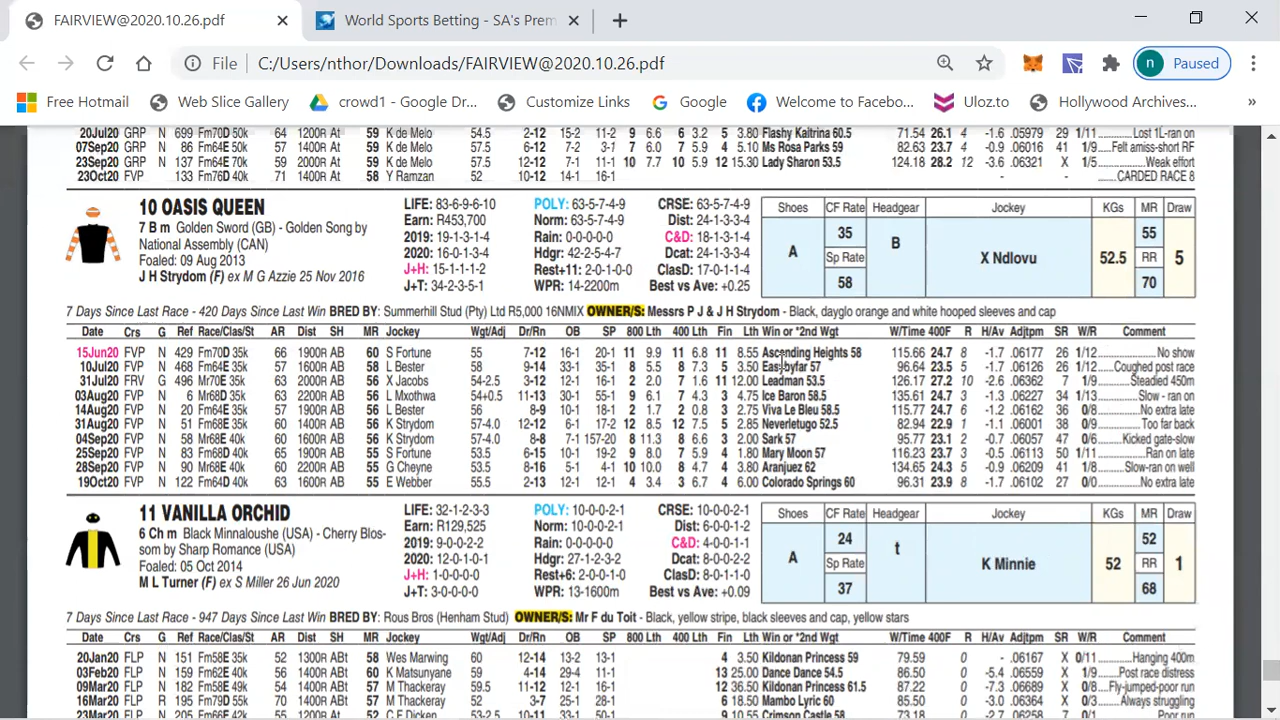 FAIRVIEW@2020.10.26.pdf
World Sports Betting - SA's Prem
File C:/Users/nthor/Downloads/FAIRVIEW@2020.10.26.pdf
n Paused
Free Hotmail Web Slice Gallery crowd1 - Google Dr... Customize Links Google Welcome to Faceb... Uloz.to Hollywood Archives... »
20Jul20 GRP N 699 Fm70D 50k 64 1200R At 59 K de Melo 54.5 2-12 15-2 11-2 9 6.6 6 3.2 5 3.80 Flashy Kaitrina 60.5 71.54 26.1 4 -1.6 .05979 29 1/11 Lost 1L-ran on
07Sep20 GRP N 86 Fm64E 50k 57 1400R At 59 K de Melo 57.5 6-12 7-2 3-1 7 6.0 7 5.9 4 5.10 Ms Rosa Parks 59 82.63 23.7 4 -0.9 .06016 41 1/9 Felt amiss-short RF
23Sep20 GRP N 137 Fm64E 70k 59 2000R At 59 K de Melo 57.5 12-12 7-1 11-1 10 7.7 10 5.9 12 15.30 Lady Sharon 53.5 124.18 28.2 12 -3.6 .06321 X 1/5 Weak effort
23Oct20 FVP 133 Fm76D 40k 71 1400R At 58 Y Ramzan 52 10-12 14-1 16-1 - - CARDED RACE 8
10 OASIS QUEEN
7 B m Golden Sword (GB) - Golden Song by
National Assembly (CAN)
Foaled: 09 Aug 2013
J H Strydom (F) ex M G Azzie 25 Nov 2016
LIFE: 83-6-9-6-10 POLY: 63-5-7-4-9 CRSE: 63-5-7-4-9
Earn: R453,700 Norm: 63-5-7-4-9 Dist: 24-1-3-3-4
2019: 19-1-3-1-4 Rain: 0-0-0-0-0 C&D: 18-1-3-1-4
2020: 16-0-1-3-4 Hdgr: 42-2-5-4-7 Dcat: 24-1-3-3-4
J+H: 15-1-1-1-2 Rest+11: 2-0-1-0-0 ClasD: 17-0-1-1-4
J+T: 34-2-3-5-1 WPR: 14-2200m Best vs Ave: +0.25
Shoes CF Rate Headgear Jockey KGs MR Draw
A 35 B X Ndlovu 52.5 55 5
Sp Rate RR
58 70
7 Days Since Last Race - 420 Days Since Last Win BRED BY: Summerhill Stud (Pty) Ltd R5,000 16NMIX OWNER/S: Messrs P J & J H Strydom - Black, dayglo orange and white hooped sleeves and cap
Date Crs G Ref Race/Clas/St AR Dist SH MR Jockey Wgt/Adj Dr/Rn OB SP 800 Lth 400 Lth Fin Lth Win or *2nd Wgt W/Time 400F R H/Av Adjtpm SR W/R Comment
15Jun20 FVP N 429 Fm70D 35k 66 1900R AB 60 S Fortune 55 7-12 16-1 20-1 11 9.9 11 6.8 11 8.55 Ascending Heights 58 115.66 24.7 8 -1.7 .06177 26 1/12 No show
10Jul20 FVP N 467 Fm68D 35k 57 1600R AB 58 L Bester 58 9-14 33-1 35-1 8 5.5 8 7.3 5 3.50 Easbyfar 57 96.64 23.5 5 -1.7 .06126 26 1/12 Coughed post race
31Jul20 FRV G 496 Mr70E 35k 63 2000R AB 56 X Jacobs 54-2.5 3-12 12-1 16-1 2 2.0 7 1.6 11 12.00 Leadman 53.5 126.17 27.2 10 -2.6 .06362 7 1/9 Steadied 450m
03Aug20 FVP N 6 Mr68D 35k 61 2200R AB 56 L Mxothwa 54+0.5 11-13 30-1 55-1 9 6.1 7 4.3 3 4.75 Ice Baron 58.5 135.61 24.7 3 -1.3 .06227 34 1/13 Slow - ran on
14Aug20 FVP N 20 Fm64D 35k 57 1900R AB 56 L Bester 56 8-9 10-1 18-1 2 1.7 2 0.8 3 2.75 Viva Le Bleu 58.5 115.77 24.7 6 -1.2 .06162 36 0/8 No extra late
31Aug20 FVP N 51 Fm68E 35k 60 1400R AB 56 K Strydom 57-4.0 12-12 6-1 17-2 12 8.5 12 7.5 5 2.85 Neverletugo 52.5 82.94 22.9 1 -1.1 .06001 38 0/9 Too far back
04Sep20 FVP N 58 Mr68E 40k 61 1600R AB 56 K Strydom 57-4.0 8-8 7-1 157-20 8 11.3 8 6.6 3 2.00 Sark 57 95.77 23.1 2 -0.7 .06057 47 0/6 Kicked gate-slow
25Sep20 FVP N 83 Fm68D 40k 60 1900R AB 55 S Fortune 53.5 6-15 10-1 19-2 9 8.0 7 5.9 4 1.80 Mary Moon 57 116.23 23.4 3 -0.5 .06113 50 1/11 Ran on late
28Sep20 FVP N 90 Mr68E 40k 60 2200R AB 55 G Cheyne 53.5 8-16 5-1 4-1 10 10.0 8 4.7 4 3.80 Aranjuez 62 134.65 24.3 5 -0.9 .06209 41 1/8 Slow-ran on well
19Oct20 FVP N 122 Fm64D 40k 63 1600R AB 55 E Webber 55.5 2-13 12-1 12-1 4 3.4 3 6.7 4 6.00 Colorado Springs 60 96.31 23.9 8 -1.7 .06105 27 0/0 No extra late
11 VANILLA ORCHID
6 Ch m Black Minnaloushe (USA) - Cherry Blos-
som by Sharp Romance (USA)
Foaled: 05 Oct 2014
M L Turner (F) ex S Miller 26 Jun 2020
LIFE: 32-1-2-3-3 POLY: 10-0-0-2-1 CRSE: 10-0-0-2-1
Earn: R129,525 Norm: 10-0-0-2-1 Dist: 6-0-0-1-2
2019: 9-0-0-2-2 Rain: 0-0-0-0-0 C&D: 4-0-0-1-1
2020: 12-0-1-0-1 Hdgr: 27-1-2-3-2 Dcat: 8-0-0-2-2
J+H: 1-0-0-0-0 Rest+6: 2-0-0-1-0 ClasD: 8-0-1-1-0
J+T: 3-0-0-0-0 WPR: 13-1600m Best vs Ave: +0.09
Shoes CF Rate Headgear Jockey KGs MR Draw
A 24 t K Minnie 52 52 1
Sp Rate RR
37 68
7 Days Since Last Race - 947 Days Since Last Win BRED BY: Rous Bros (Henham Stud) OWNER/S: Mr F du Toit - Black, yellow stripe, black sleeves and cap, yellow stars
Date Crs G Ref Race/Clas/St AR Dist SH MR Jockey Wgt/Adj Dr/Rn OB SP 800 Lth 400 Lth Fin Lth Win or *2nd Wgt W/Time 400F R H/Av Adjtpm SR W/R Comment
20Jan20 FLP N 151 Fm58E 35k 52 1300R ABt 58 Wes Marwing 60 12-14 13-2 13-1 4 3.50 Kildonan Princess 59 79.59 0 - .06167 X 0/11 Hanging 400m
03Feb20 FLP N 159 Fm62E 40k 56 1400R ABt 60 K Matsunyane 57 4-14 29-4 11-1 13 25.00 Dance Dance 54.5 86.56 0 -5.4 .06559 X 1/9 Post race distress
09Mar20 FLP N 182 Fm58E 49k 54 1400R ABt 57 M Thackeray 59.5 11-11 12-1 16-1 9 36.50 Kildonan Princess 61.5 87.22 0 -7.3 .06689 X 0/8 Fly-jumped-poor run
16Mar20 FLP R 195 Fm79D 55k 74 1400R ABt 57 M Thackeray 52 3-7 25-1 28-1 6 18.50 Mambo Lyric 60 85.50 0 -3.3 .06451 X 0/3 Always struggling